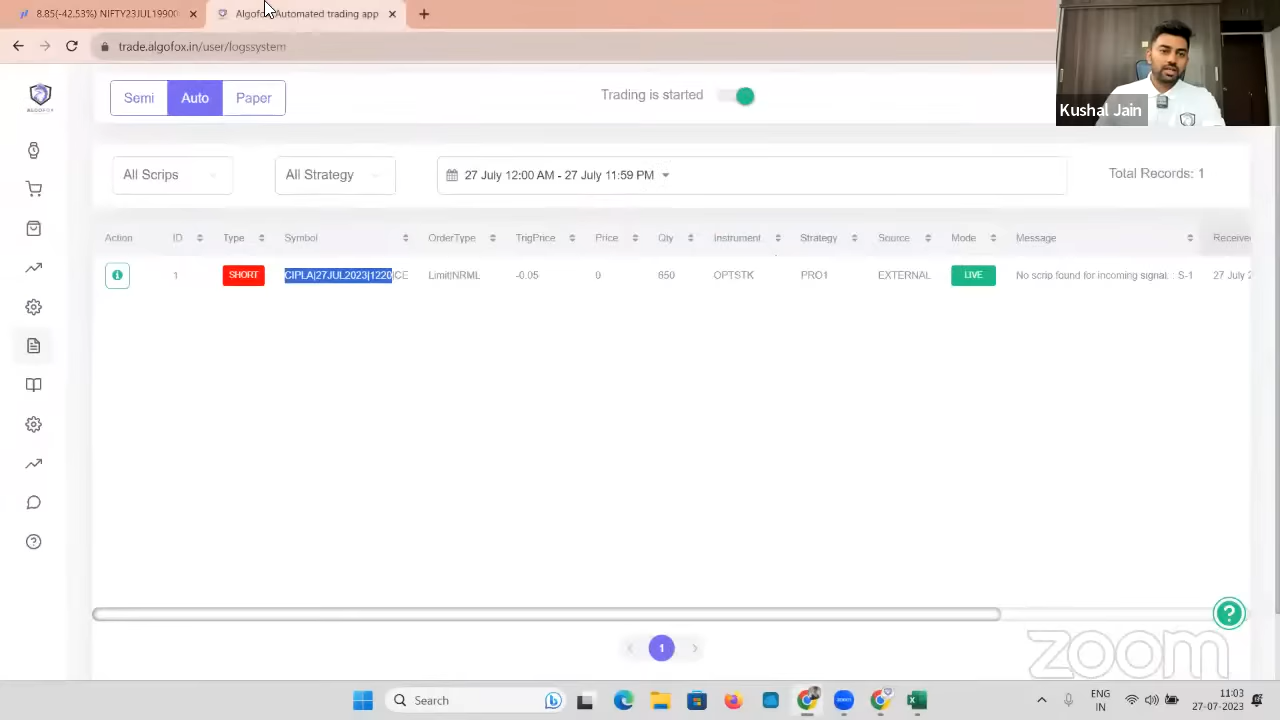 8.85(-42.53%) NIFTY23JUL19900
Algofox Automated trading app
trade.algofox.in/user/logssystem
Kushal Jain
ALGOFOX
Semi Auto Paper
Trading is started
All Scrips
All Strategy
27 July 12:00 AM - 27 July 11:59 PM
Total Records: 1
Action ID Type Symbol OrderType TrigPrice Price Qty Instrument Strategy Source Mode Message Received
1 SHORT CIPLA|27JUL2023|1220|CE Limit|NRML -0.05 0 650 OPTSTK PRO1 EXTERNAL LIVE No scrip found for incoming signal. : S-1 27 July 2
1
zoom
Search
ENG
IN
11:03
27-07-2023